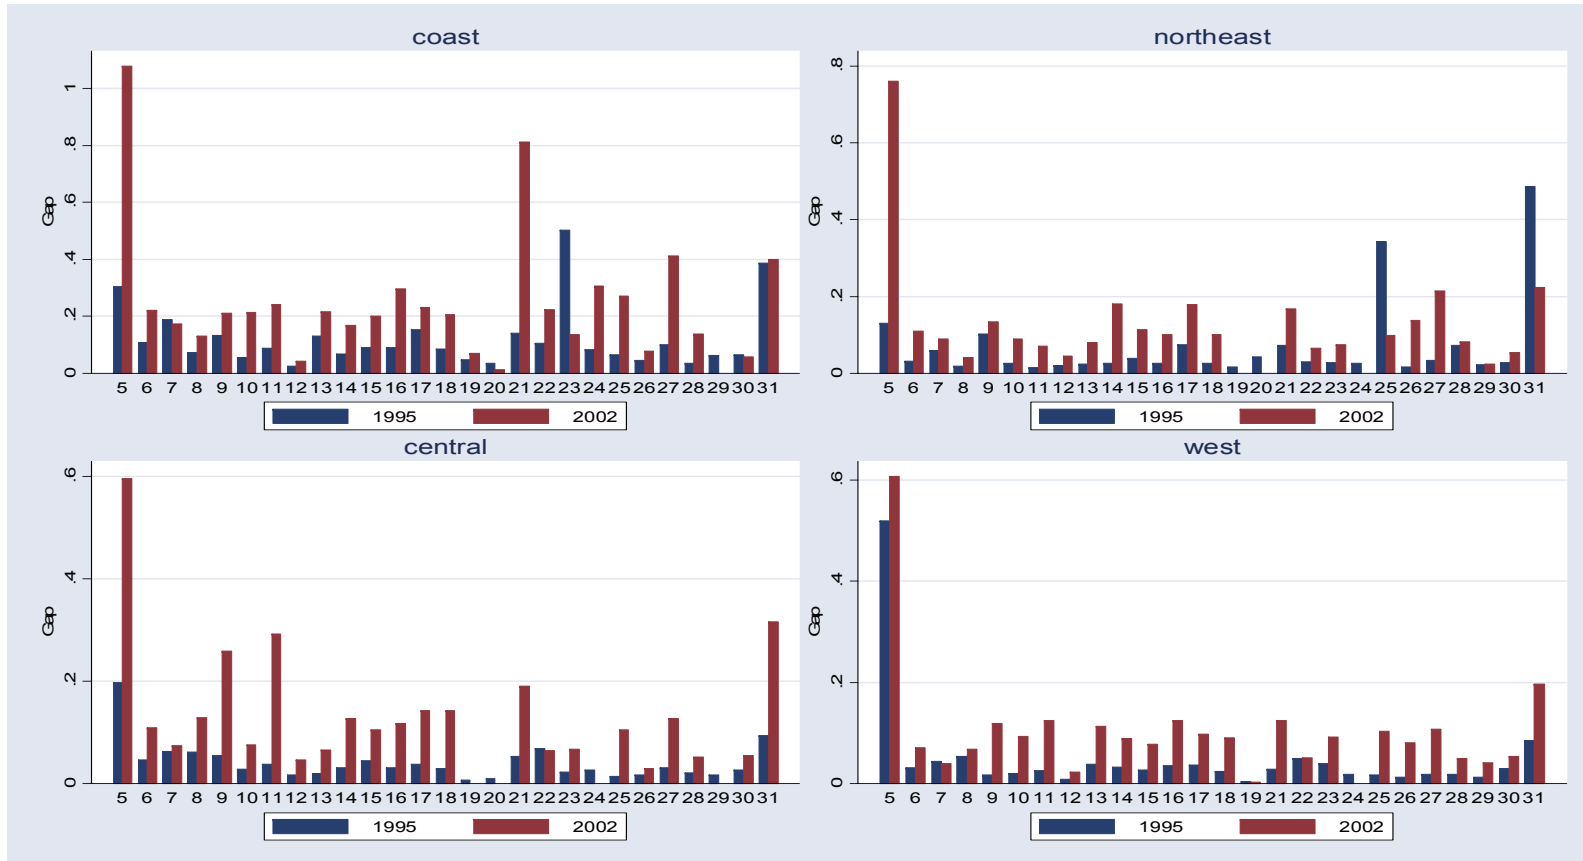 coast
Gap
0 .2 .4 .6 .8 1
5 6 7 8 9 10 11 12 13 14 15 16 17 18 19 20 21 22 23 24 25 26 27 28 29 30 31
1995 2002
northeast
Gap
0 .2 .4 .6 .8
5 6 7 8 9 10 11 12 13 14 15 16 17 18 19 20 21 22 23 24 25 26 27 28 29 30 31
1995 2002
central
Gap
0 .2 .4 .6
5 6 7 8 9 10 11 12 13 14 15 16 17 18 19 20 21 22 23 24 25 26 27 28 29 30 31
1995 2002
west
Gap
0 .2 .4 .6
5 6 7 8 9 10 11 12 13 14 15 16 17 18 19 21 22 23 24 25 26 27 28 29 30 31
1995 2002